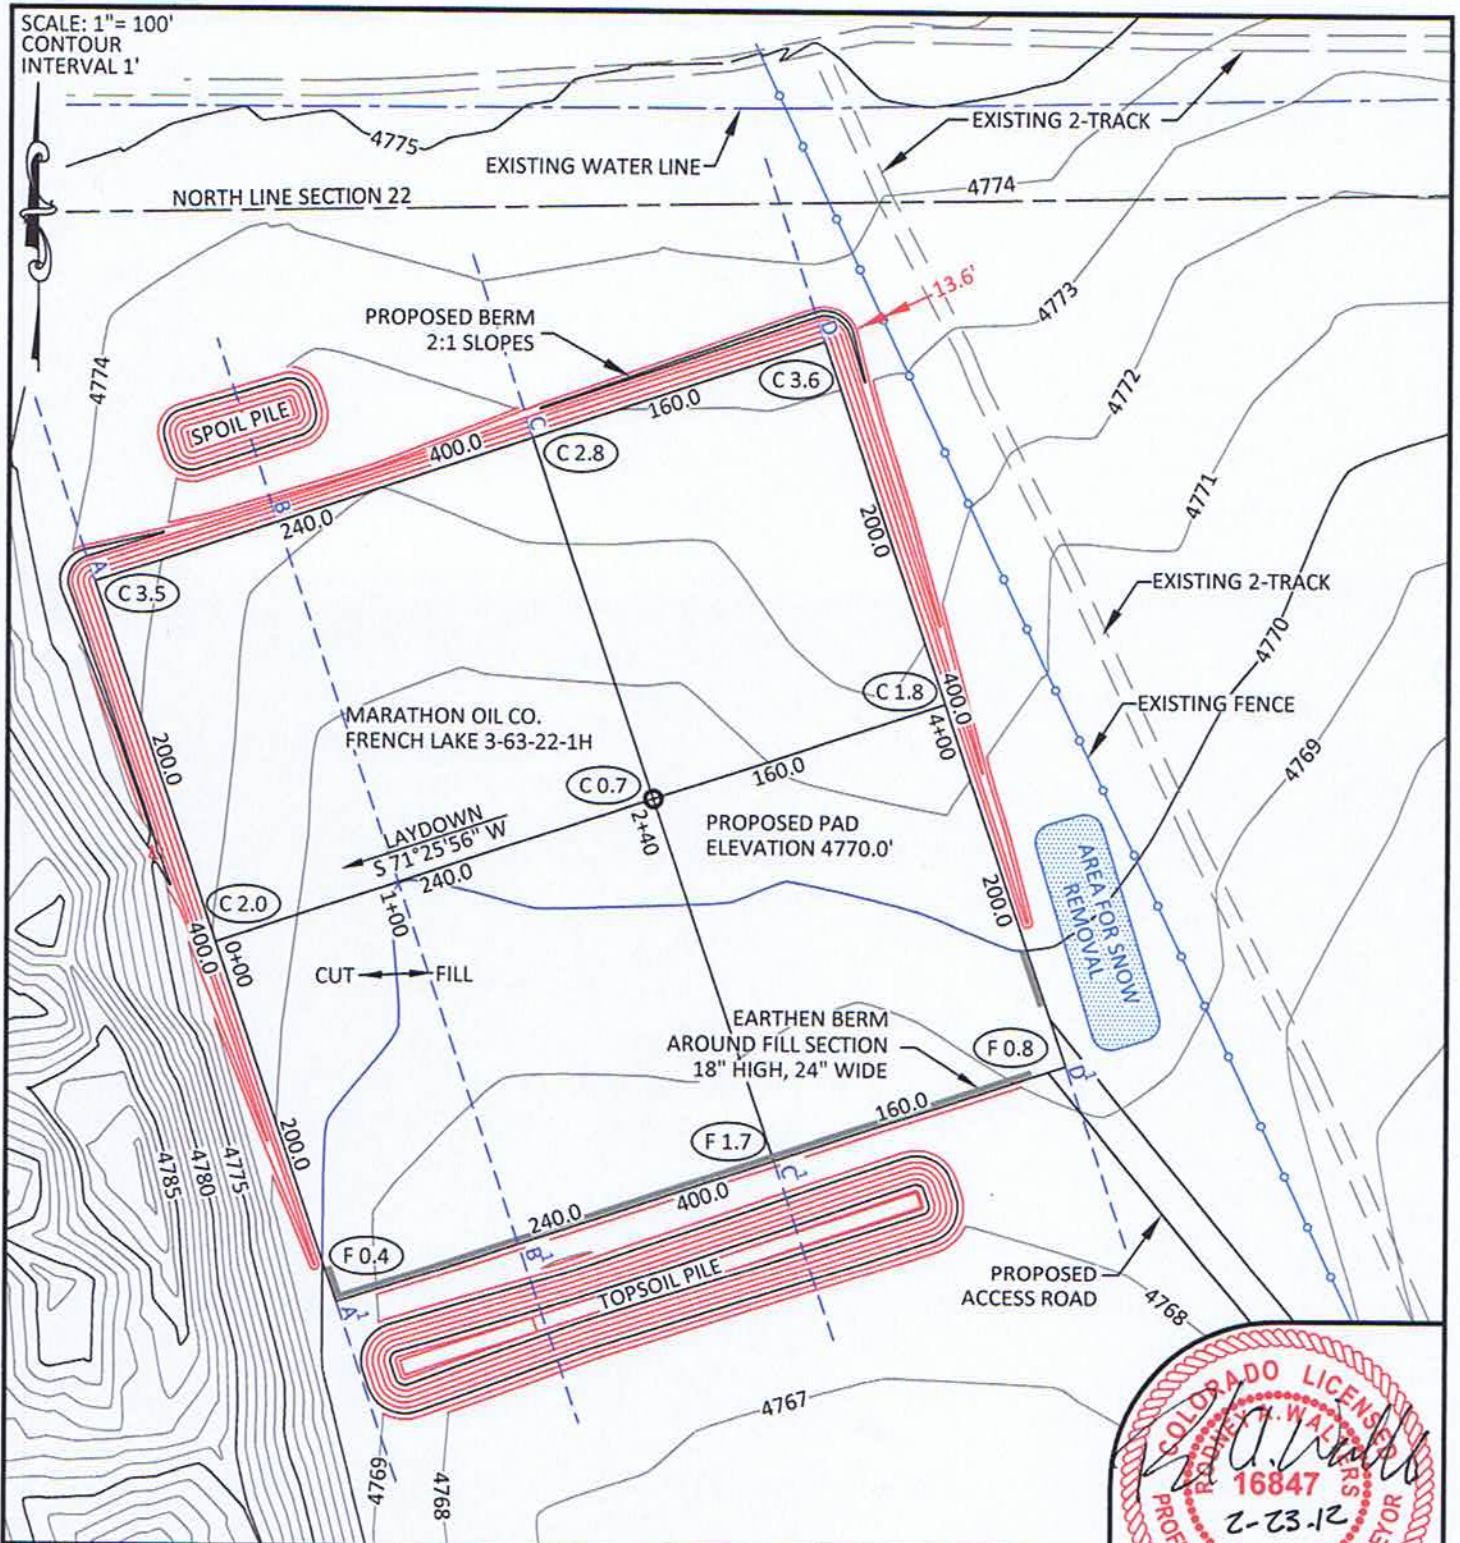 SCALE: 1"= 100'
CONTOUR
INTERVAL 1'
4775
EXISTING WATER LINE
EXISTING 2-TRACK
NORTH LINE SECTION 22
4774
13.6'
4773
PROPOSED BERM
2:1 SLOPES
4774
D
C 3.6
4772
SPOIL PILE
160.0
C
400.0
C 2.8
4771
B
240.0
200.0
A
C 3.5
EXISTING 2-TRACK
4770
C 1.8
400.0
4+00
EXISTING FENCE
MARATHON OIL CO.
FRENCH LAKE 3-63-22-1H
200.0
4769
C 0.7
160.0
2+40
PROPOSED PAD
ELEVATION 4770.0'
LAYDOWN
S 71°25'56" W
240.0
1+00
C 2.0
400.0
0+00
200.0
AREA FOR SNOW
REMOVAL
CUT
FILL
EARTHEN BERM
AROUND FILL SECTION
18" HIGH, 24" WIDE
F 0.8
D1
160.0
F 1.7
C1
200.0
4785
4780
4775
400.0
240.0
B1
F 0.4
A1
TOPSOIL PILE
PROPOSED
ACCESS ROAD
4768
4767
4769
4768
COLORADO LICENSED
RODNEY A. WALTERS
16847
2-23-12